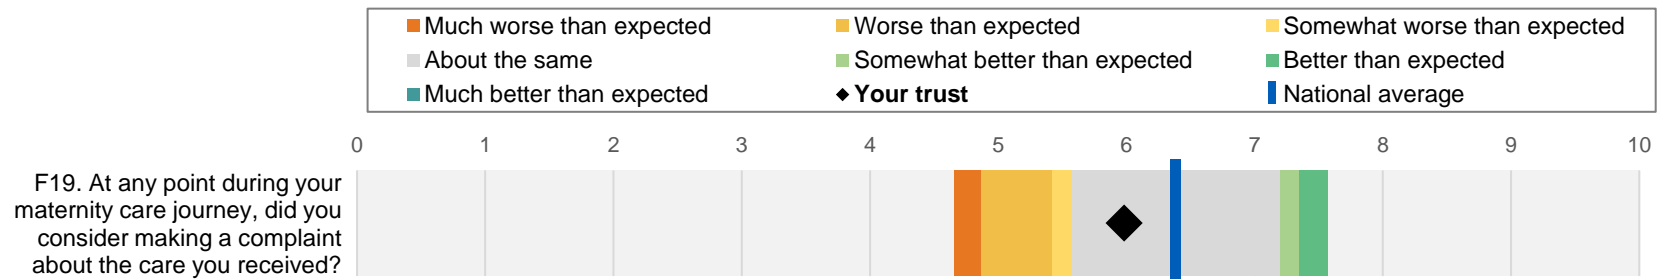 Much worse than expected Worse than expected Somewhat worse than expected
About the same Somewhat better than expected Better than expected
Much better than expected Your trust National average
0 1 2 3 4 5 6 7 8 9 10
F19. At any point during your
maternity care journey, did you
consider making a complaint
about the care you received?